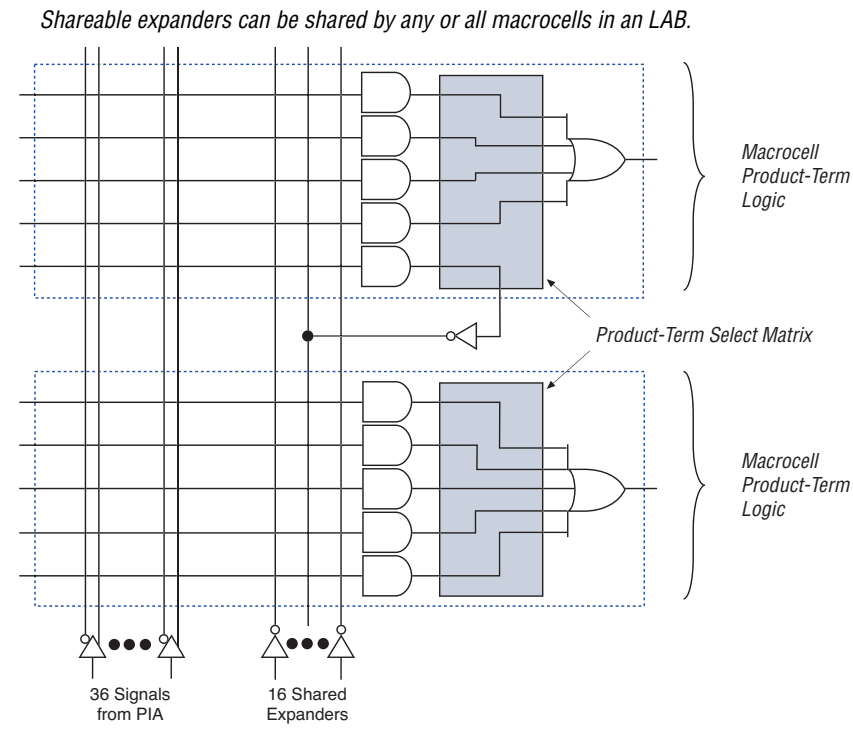 Shareable expanders can be shared by any or all macrocells in an LAB.
Macrocell
Product-Term
Logic
Product-Term Select Matrix
Macrocell
Product-Term
Logic
36 Signals
from PIA
16 Shared
Expanders